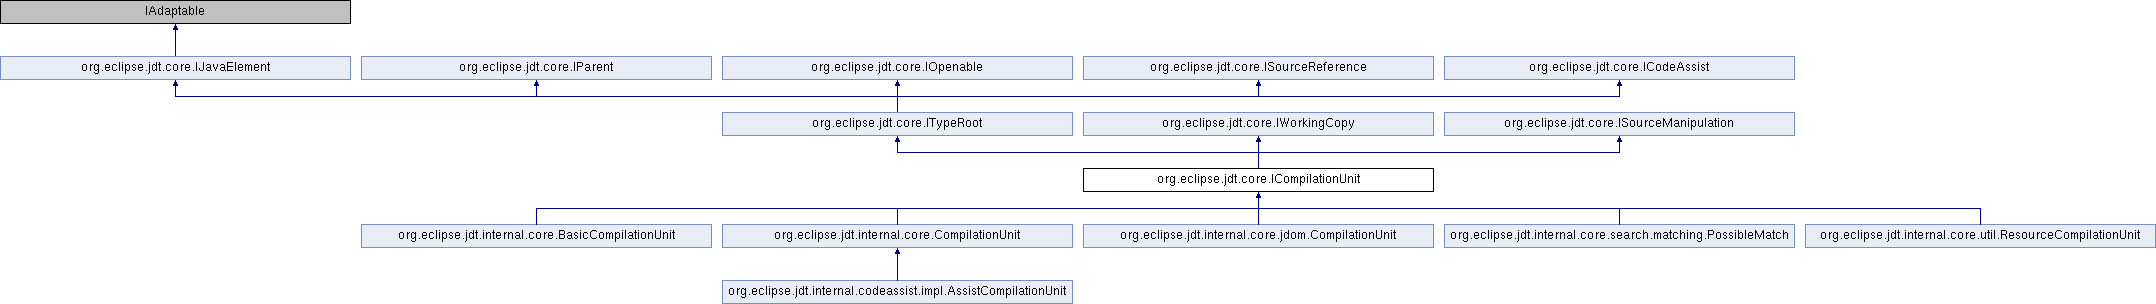 IAdaptable
org.eclipse.jdt.core.IJavaElement
org.eclipse.jdt.core.IParent
org.eclipse.jdt.core.IOpenable
org.eclipse.jdt.core.ISourceReference
org.eclipse.jdt.core.ICodeAssist
org.eclipse.jdt.core.ITypeRoot
org.eclipse.jdt.core.IWorkingCopy
org.eclipse.jdt.core.ISourceManipulation
org.eclipse.jdt.core.ICompilationUnit
org.eclipse.jdt.internal.core.BasicCompilationUnit
org.eclipse.jdt.internal.core.CompilationUnit
org.eclipse.jdt.internal.core.jdom.CompilationUnit
org.eclipse.jdt.internal.core.search.matching.PossibleMatch
org.eclipse.jdt.internal.core.util.ResourceCompilationUnit
org.eclipse.jdt.internal.codeassist.impl.AssistCompilationUnit